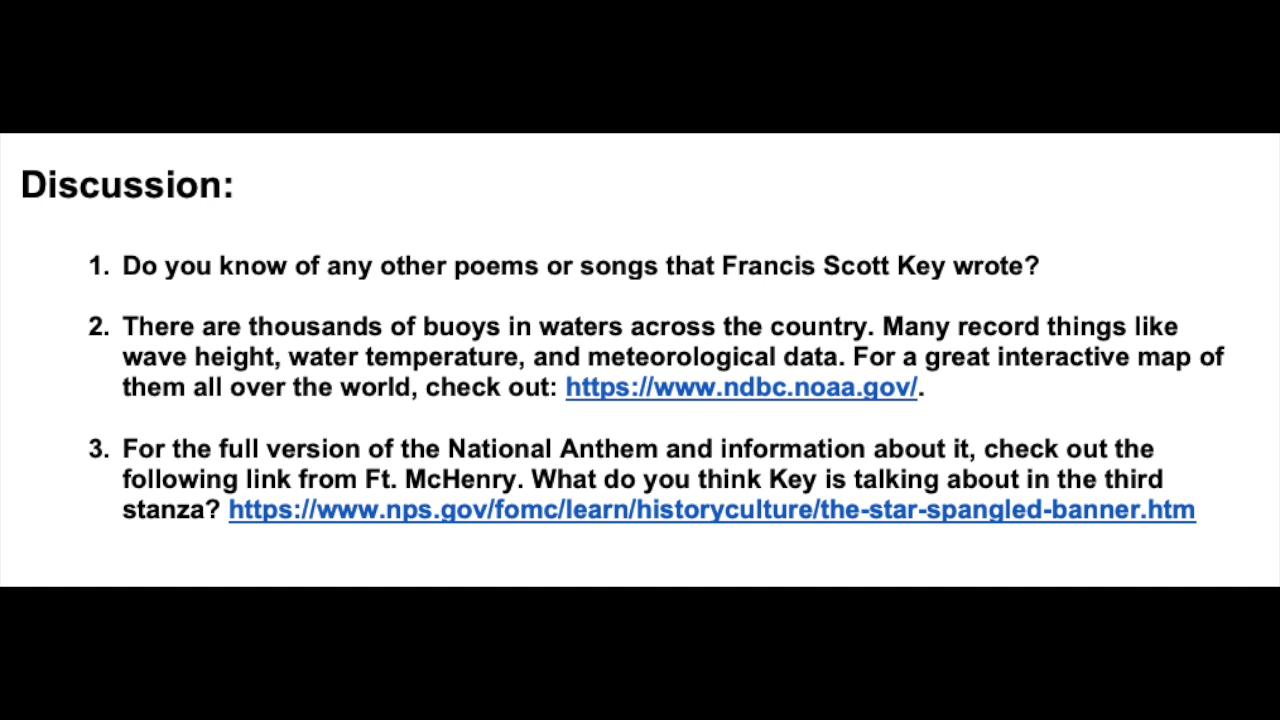 Discussion:
1. Do you know of any other poems or songs that Francis Scott Key wrote?
2. There are thousands of buoys in waters across the country. Many record things like
wave height, water temperature, and meteorological data. For a great interactive map of
them all over the world, check out: https://www.ndbc.noaa.gov/.
3. For the full version of the National Anthem and information about it, check out the
following link from Ft. McHenry. What do you think Key is talking about in the third
stanza? https://www.nps.gov/fomc/learn/historyculture/the-star-spangled-banner.htm